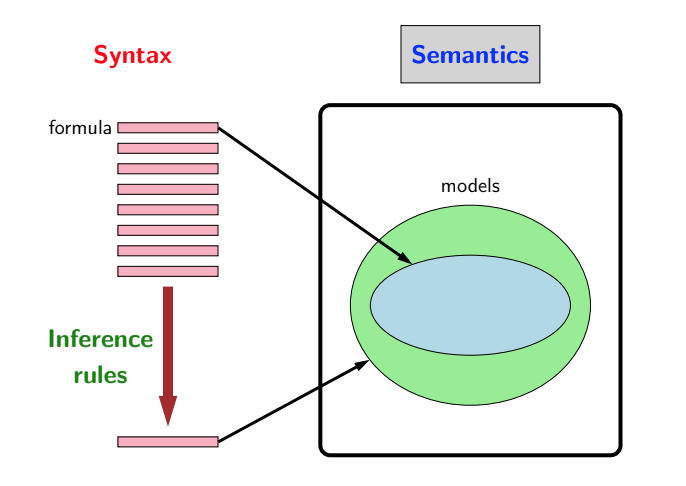 Syntax
Semantics
formula
models
Inference
rules